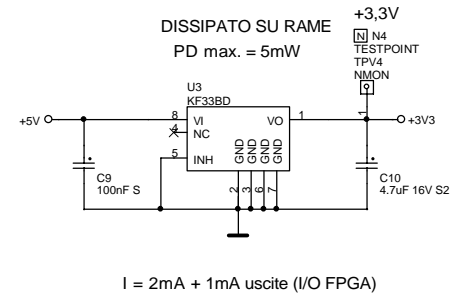 DISSIPATO SU RAME
PD max. = 5mW
+3,3V
N N4
TESTPOINT
TPV4
NMON
1
U3
KF33BD
+5V
8 VI
VO 1
+3V3
4 NC
5 INH
GND GND GND GND
2 3 6 7
C9
100nF S
C10
4.7uF 16V S2
I = 2mA + 1mA uscite (I/O FPGA)